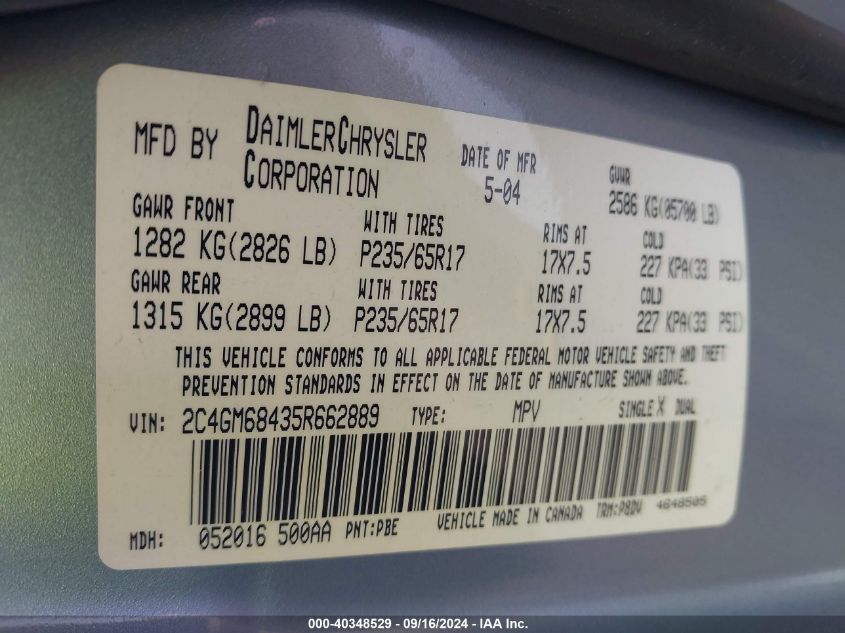 MFD BY DAIMLERCHRYSLER CORPORATION
DATE OF MFR 5-04
GVWR 2586 KG(05700 LB)
GAWR FRONT WITH TIRES RIMS AT COLD
1282 KG(2826 LB) P235/65R17 17X7.5 227 KPA(33 PSI)
GAWR REAR WITH TIRES RIMS AT COLD
1315 KG(2899 LB) P235/65R17 17X7.5 227 KPA(33 PSI)
THIS VEHICLE CONFORMS TO ALL APPLICABLE FEDERAL MOTOR VEHICLE SAFETY AND THEFT
PREVENTION STANDARDS IN EFFECT ON THE DATE OF MANUFACTURE SHOWN ABOVE.
VIN: 2C4GM68435R662889 TYPE: MPV SINGLE X DUAL
MDH: 052016 500AA PNT:PBE VEHICLE MADE IN CANADA TRM:P8DV 4648505
000-40348529 - 09/16/2024 - IAA Inc.